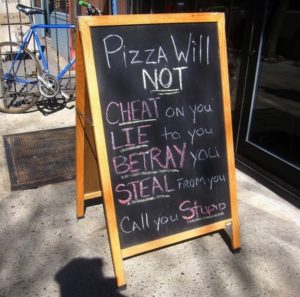 Pizza Will
NOT
CHEAT on you
LIE to you
BETRAY you
STEAL from you
Call you Stupid